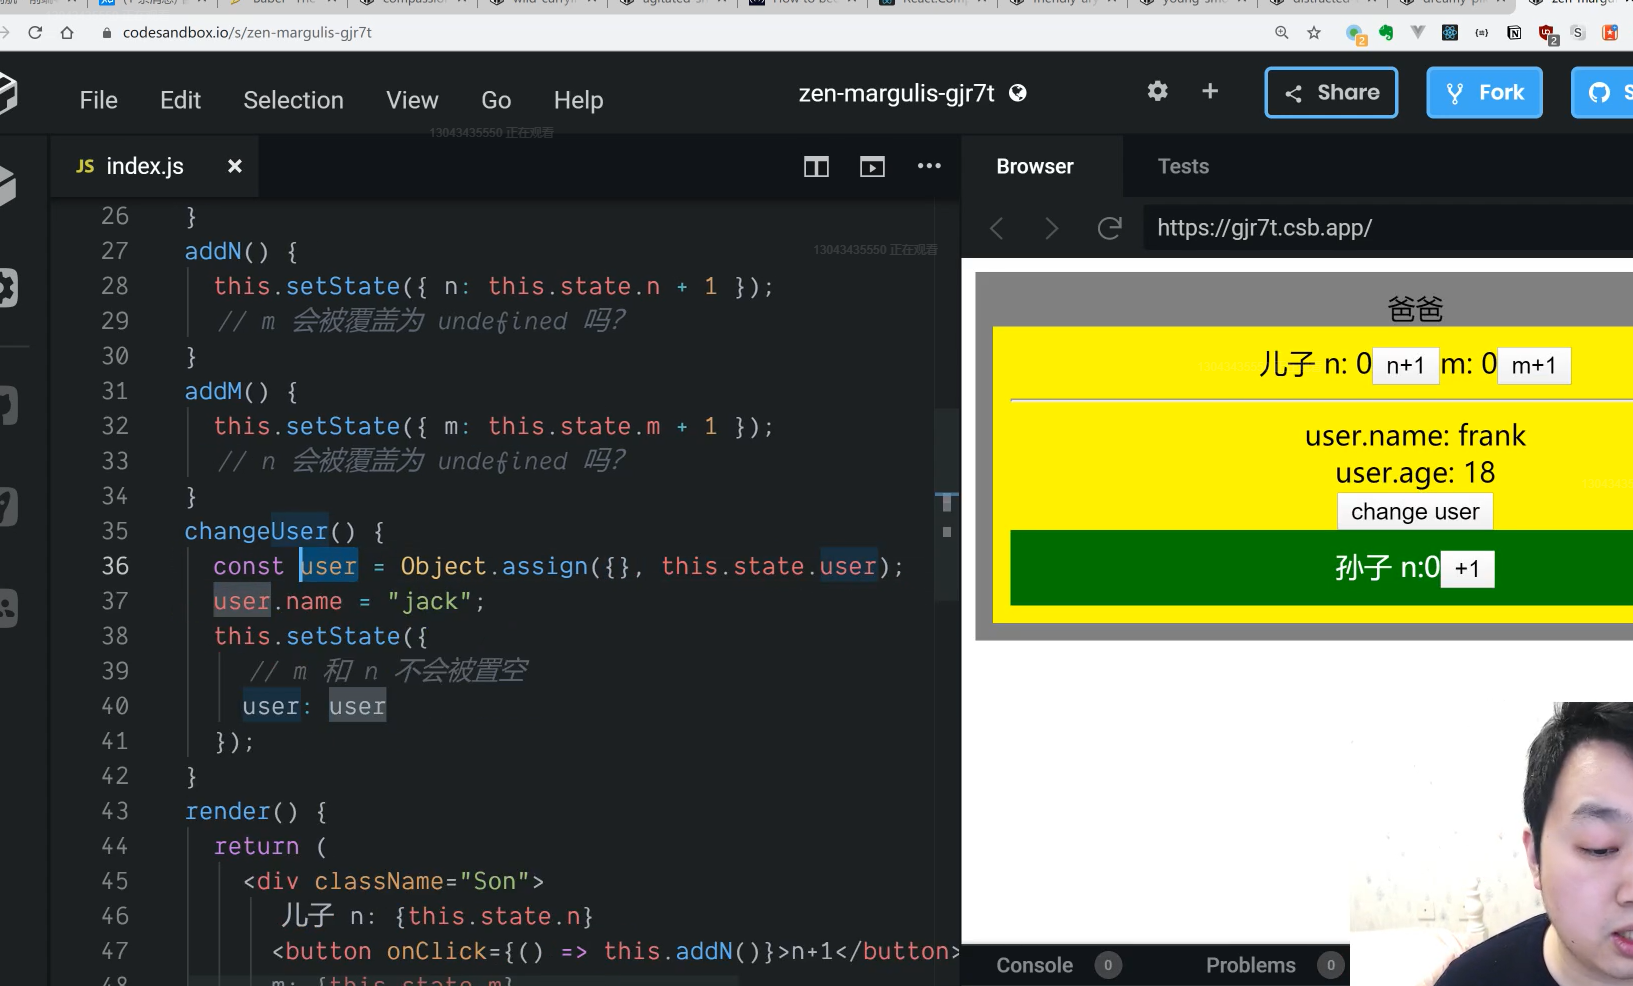 codesandbox.io/s/zen-margulis-gjr7t
File Edit Selection View Go Help
zen-margulis-gjr7t
Share
Fork
13043435550 正在观看
JS index.js
Browser
Tests
https://gjr7t.csb.app/
13043435550 正在观看
26 }
27 addN() {
28 this.setState({ n: this.state.n + 1 });
29 // m 会被覆盖为 undefined 吗?
30 }
31 addM() {
32 this.setState({ m: this.state.m + 1 });
33 // n 会被覆盖为 undefined 吗?
34 }
35 changeUser() {
36 const user = Object.assign({}, this.state.user);
37 user.name = "jack";
38 this.setState({
39 // m 和 n 不会被置空
40 user: user
41 });
42 }
43 render() {
44 return (
45 <div className="Son">
46 儿子 n: {this.state.n}
47 <button onClick={() => this.addN()}>n+1</button>
48 m: {this.state.m}
爸爸
儿子 n: 0 n+1 m: 0 m+1
user.name: frank
user.age: 18
change user
孙子 n:0 +1
Console 0
Problems 0